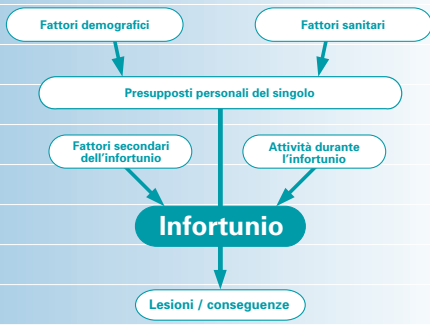 Fattori demografici
Fattori sanitari
Presupposti personali del singolo
Fattori secondari
dell'infortunio
Attività durante
l'infortunio
Infortunio
Lesioni / conseguenze